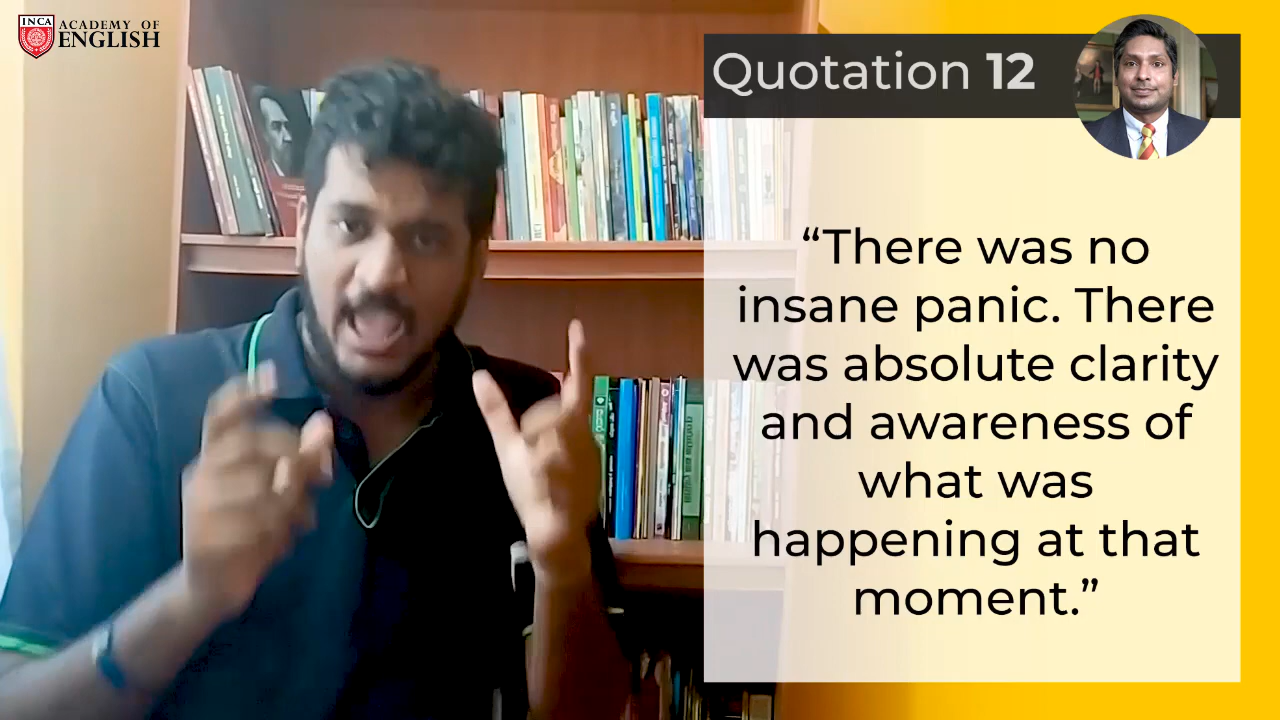 INCA
ACADEMY OF
ENGLISH
Quotation 12
“There was no
insane panic. There
was absolute clarity
and awareness of
what was
happening at that
moment.”